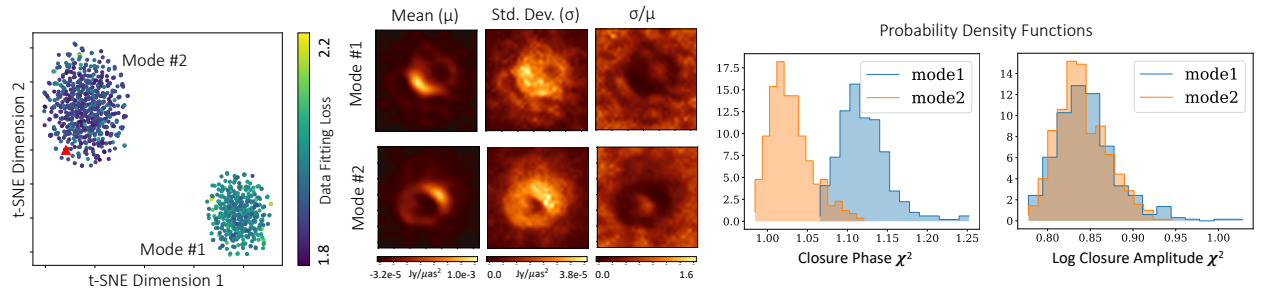 t-SNE Dimension 2
Mode #2
Mode #1
t-SNE Dimension 1
2.2
Data Fitting Loss
1.8
Mean (μ)
Std. Dev. (σ)
σ/μ
Mode #1
Mode #2
-3.2e-5
Jy/μas²
1.0e-3
0.0
Jy/μas²
3.8e-5
0.0
1.6
Probability Density Functions
17.5
15.0
12.5
10.0
7.5
5.0
2.5
0.0
mode1
mode2
1.00
1.05
1.10
1.15
1.20
1.25
Closure Phase χ²
14
12
10
8
6
4
2
0
mode1
mode2
0.80
0.85
0.90
0.95
1.00
Log Closure Amplitude χ²